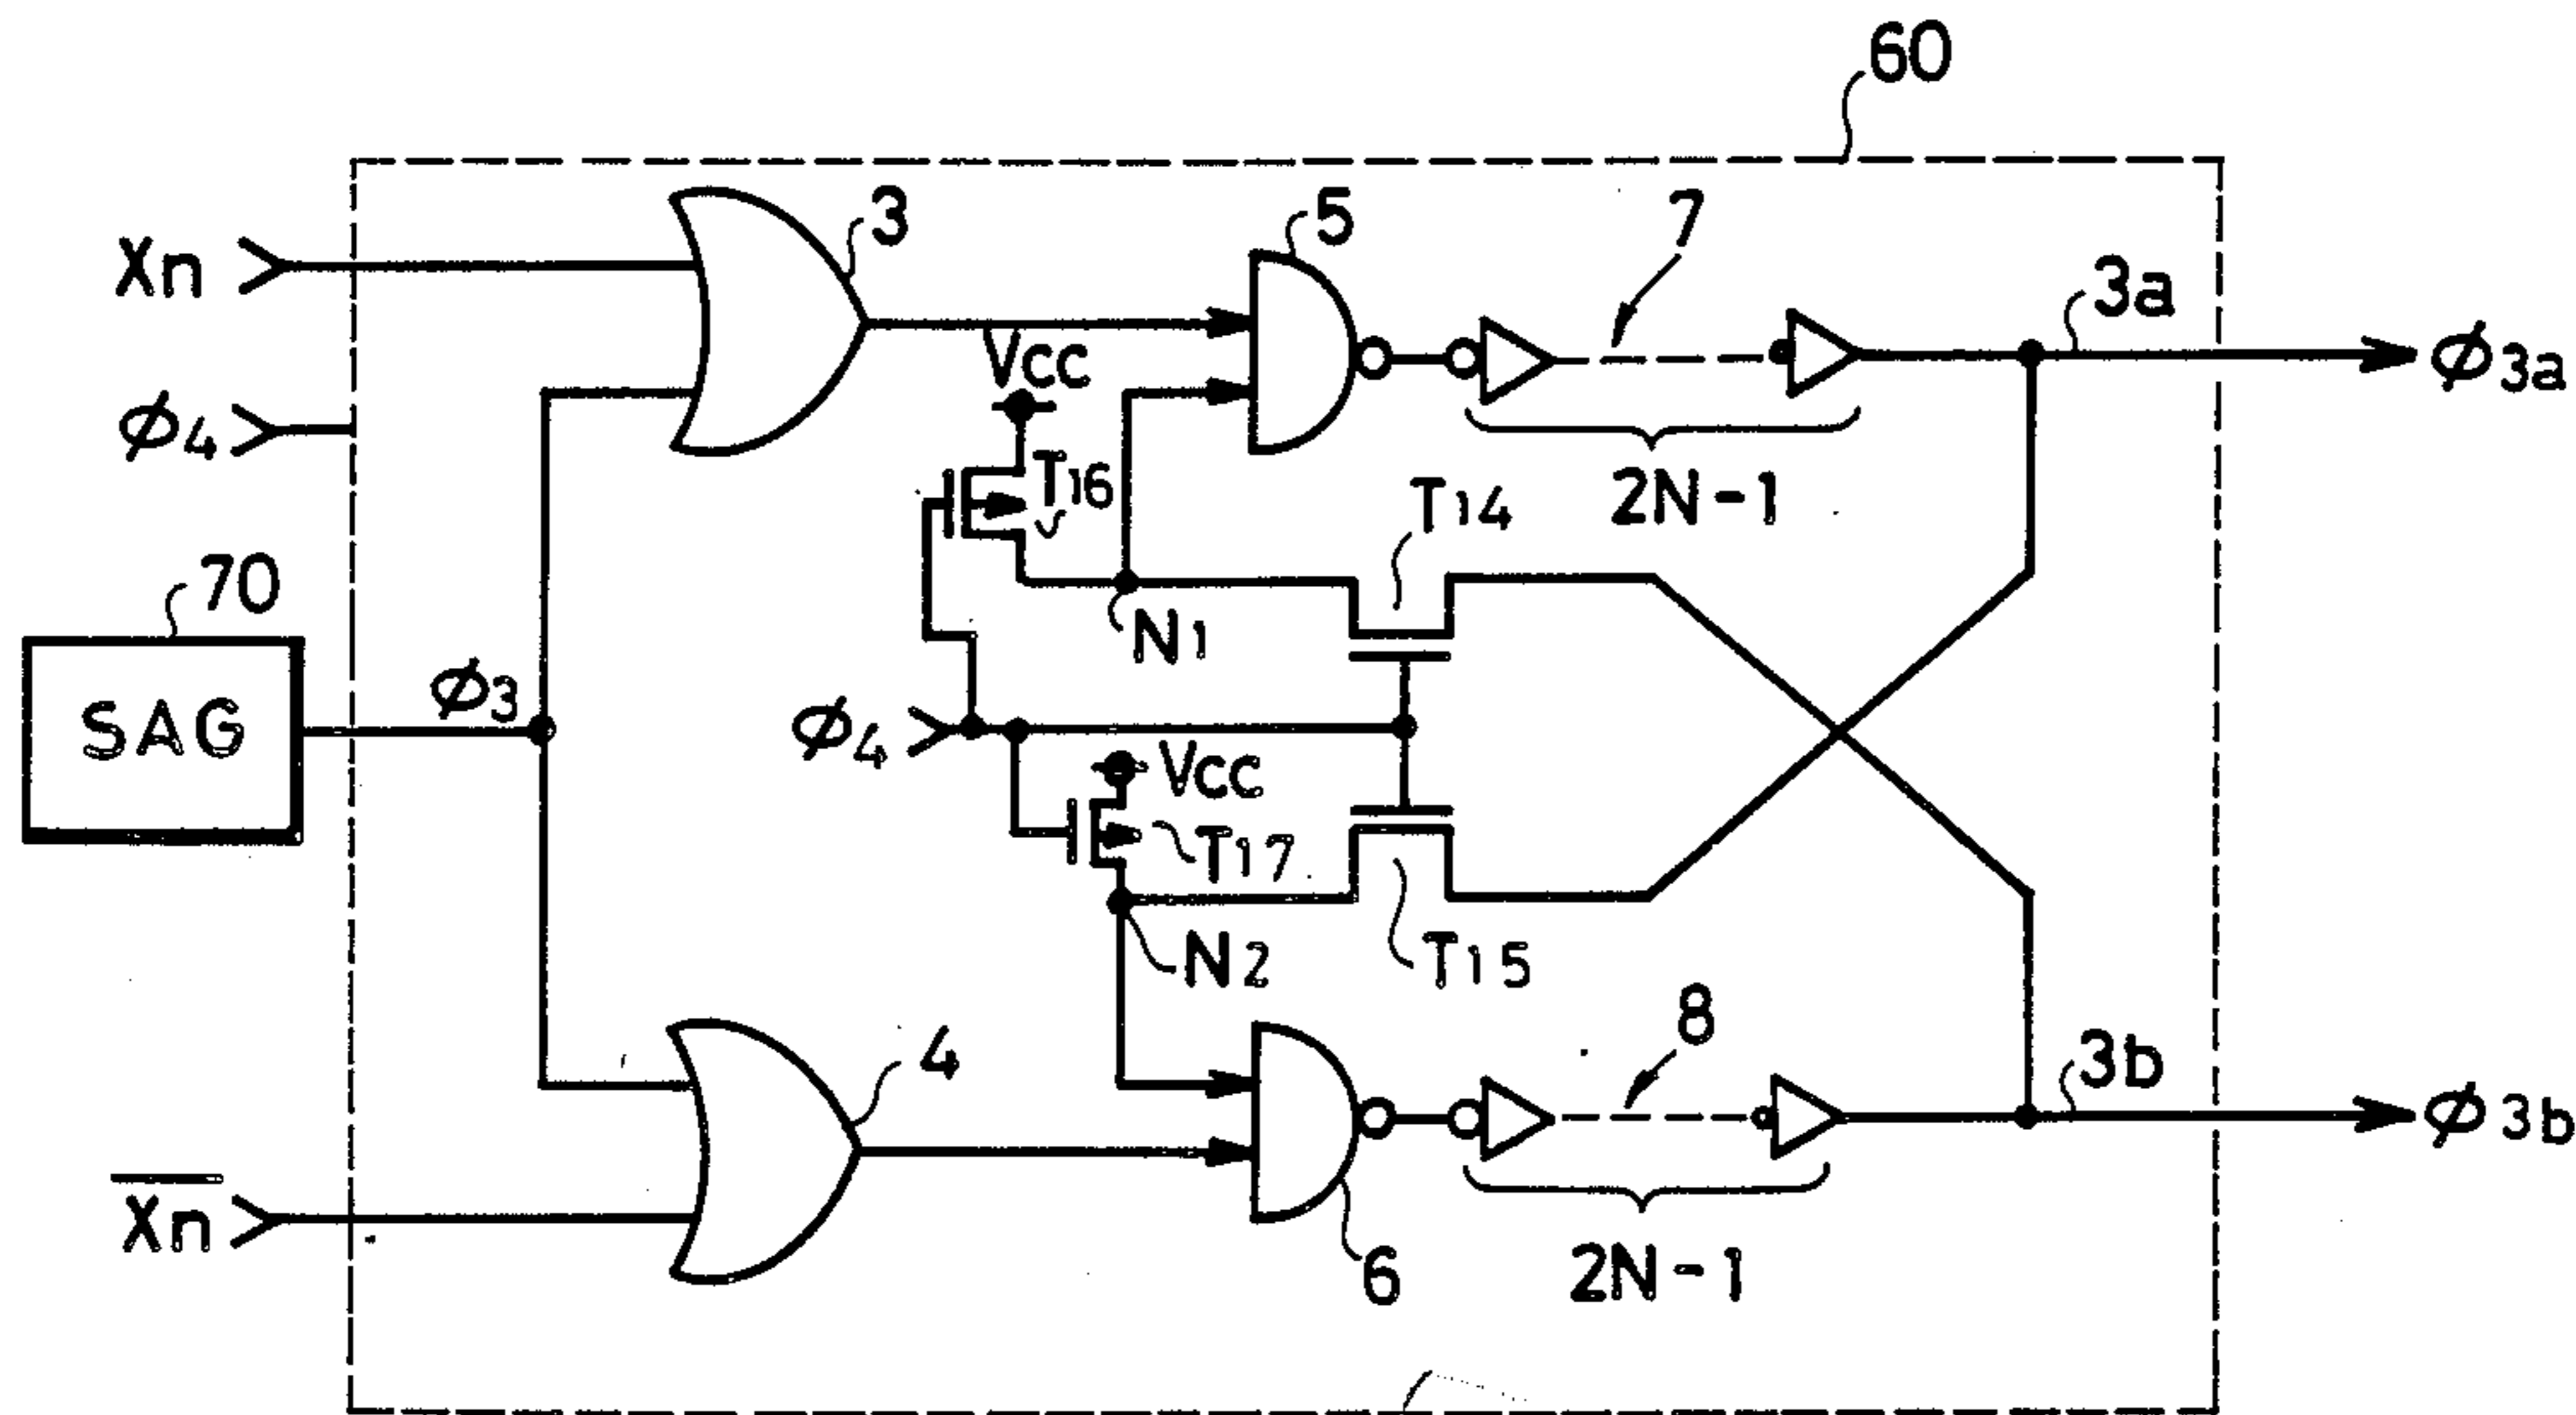 60
Xn
3
5
7
3a
ϕ3a
Vcc
ϕ4
T16
T14
2N-1
70
SAG
ϕ3
N1
ϕ4
Vcc
T17
N2
T15
8
4
3b
ϕ3b
X̅n̅
6
2N-1